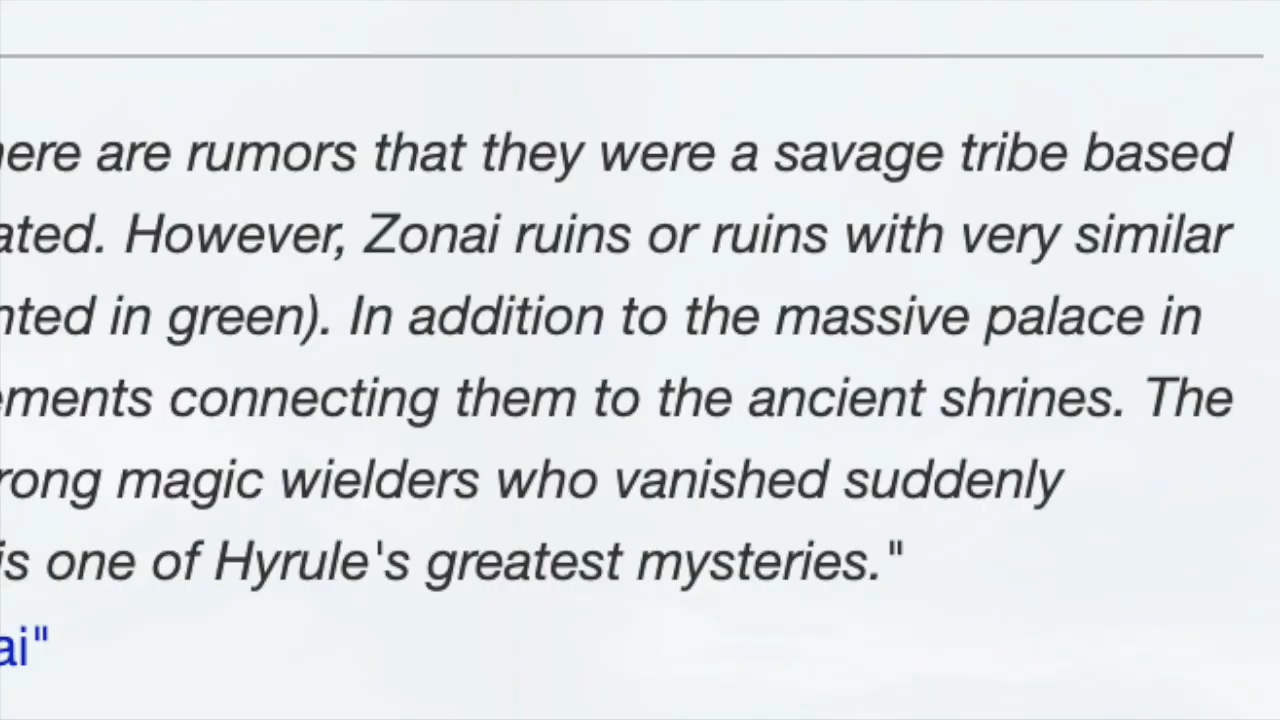 here are rumors that they were a savage tribe based
ated. However, Zonai ruins or ruins with very similar
nted in green). In addition to the massive palace in
ements connecting them to the ancient shrines. The
rong magic wielders who vanished suddenly
is one of Hyrule's greatest mysteries."
ai"